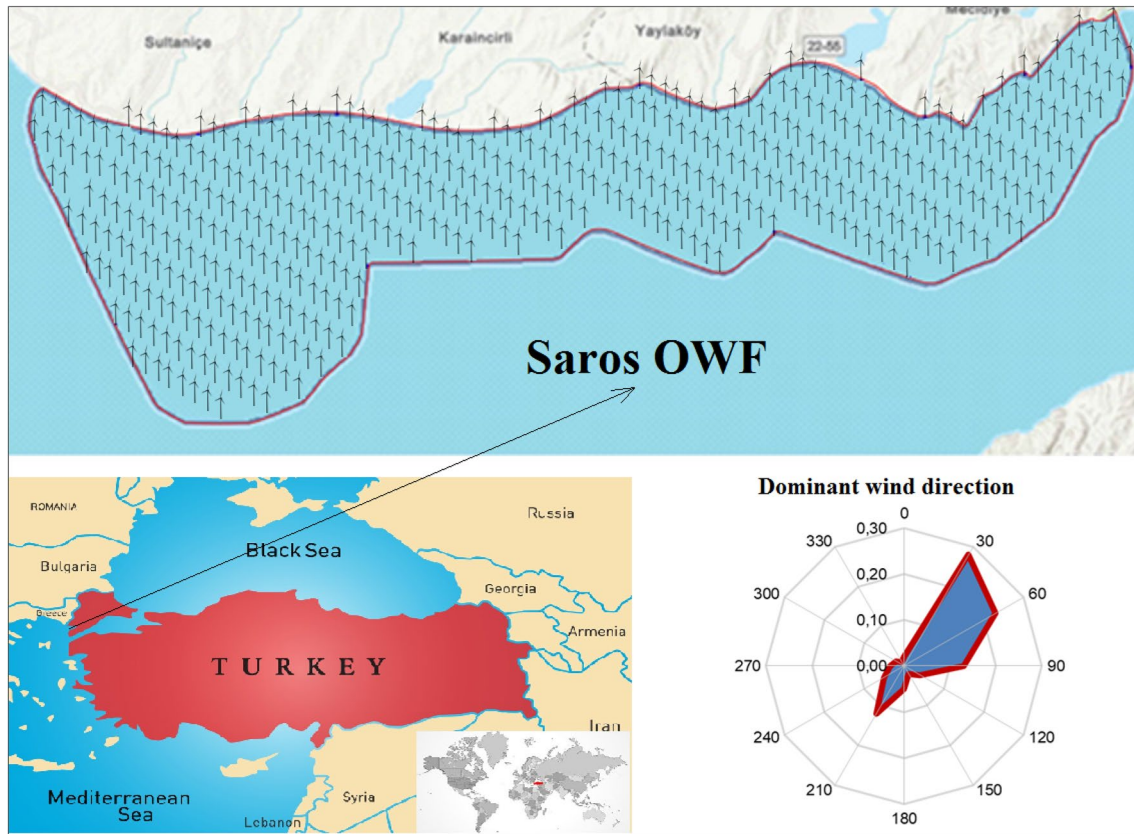 Sultaniçe
Karaincirli
Yaylaköy
Mecidiye
22-55
Saros OWF
ROMANIA
Russia
Black Sea
Bulgaria
Georgia
Greece
Armenia
TURKEY
Iran
Mediterranean
Sea
Syria
Lebanon
Dominant wind direction
0
0,30
330
30
0,20
300
60
0,10
270
0,00
90
240
120
210
150
180